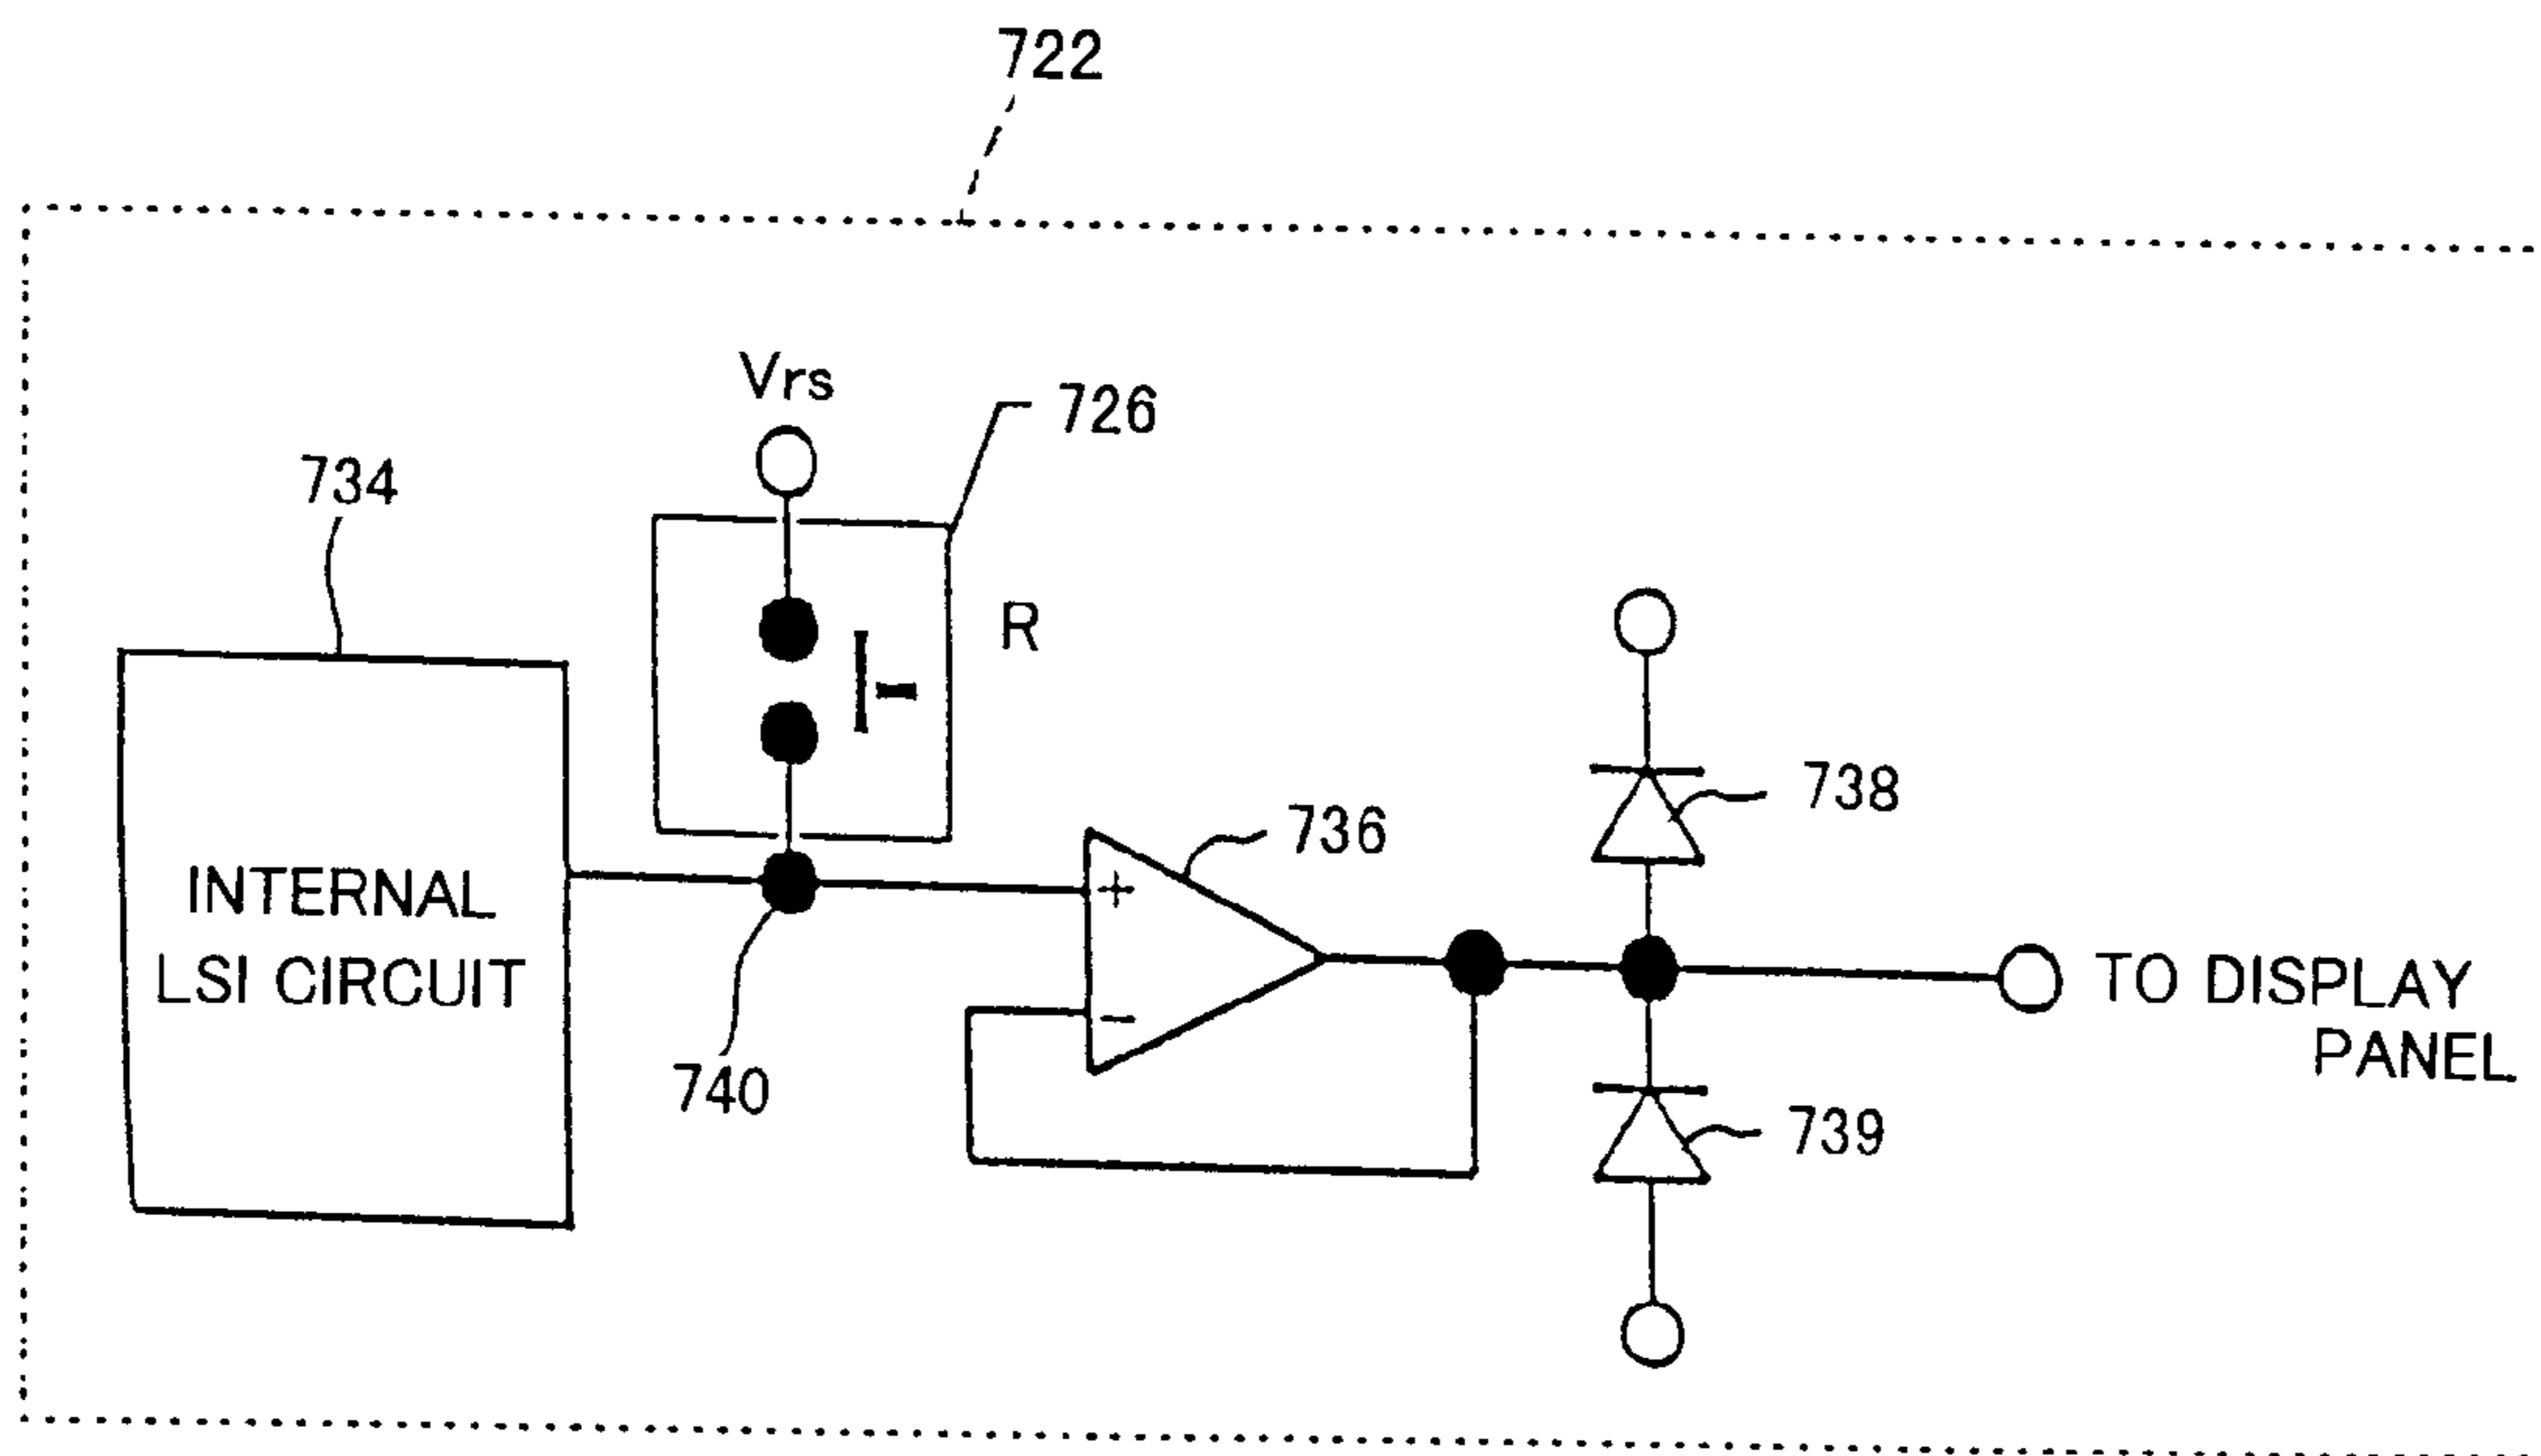 722
Vrs
726
734
R
738
736
INTERNAL
LSI CIRCUIT
+
−
TO DISPLAY
PANEL
740
739